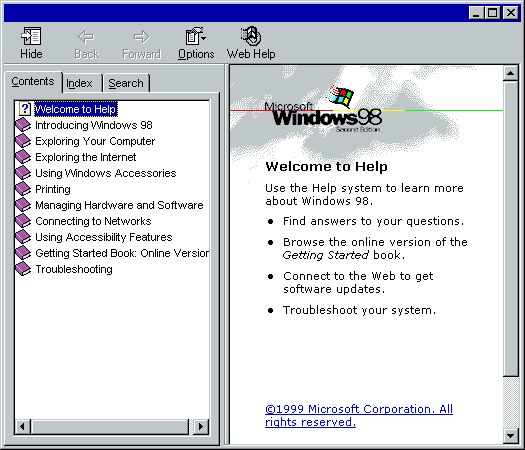 Hide Back Forward Options Web Help
Contents Index Search
Welcome to Help
Introducing Windows 98
Exploring Your Computer
Exploring the Internet
Using Windows Accessories
Printing
Managing Hardware and Software
Connecting to Networks
Using Accessibility Features
Getting Started Book: Online Version
Troubleshooting
Microsoft
Windows98
Second Edition
Welcome to Help
Use the Help system to learn more
about Windows 98.
• Find answers to your questions.
• Browse the online version of the
Getting Started book.
• Connect to the Web to get
software updates.
• Troubleshoot your system.
©1999 Microsoft Corporation. All
rights reserved.